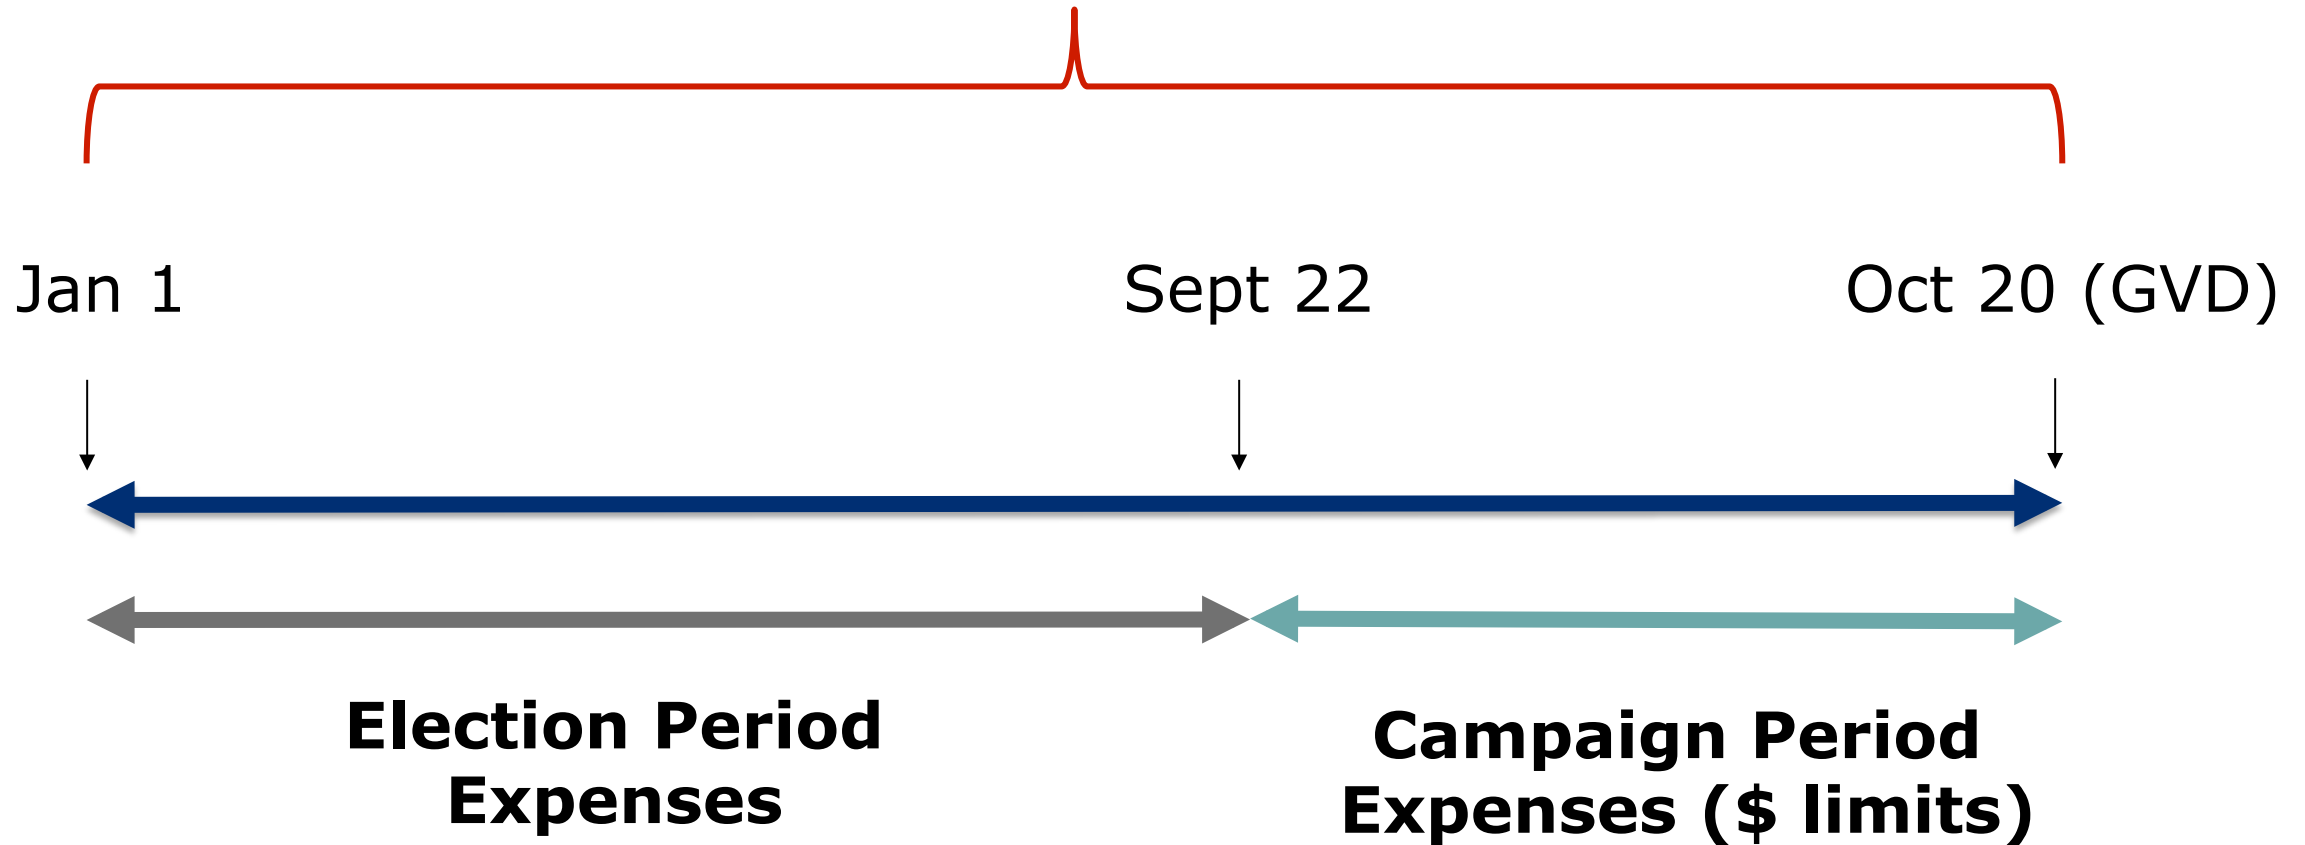 Jan 1
Sept 22
Oct 20 (GVD)
Election Period
Expenses
Campaign Period
Expenses ($ limits)